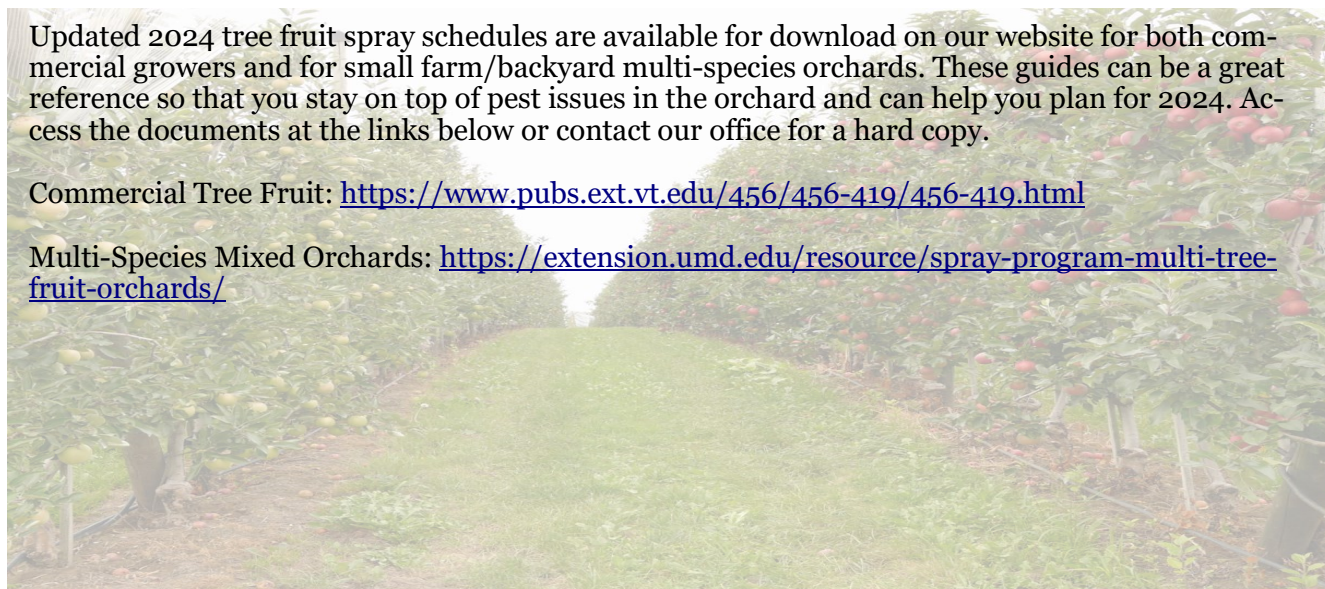 Updated 2024 tree fruit spray schedules are available for download on our website for both com-
mercial growers and for small farm/backyard multi-species orchards. These guides can be a great
reference so that you stay on top of pest issues in the orchard and can help you plan for 2024. Ac-
cess the documents at the links below or contact our office for a hard copy.
Commercial Tree Fruit: https://www.pubs.ext.vt.edu/456/456-419/456-419.html
Multi-Species Mixed Orchards: https://extension.umd.edu/resource/spray-program-multi-tree-
fruit-orchards/